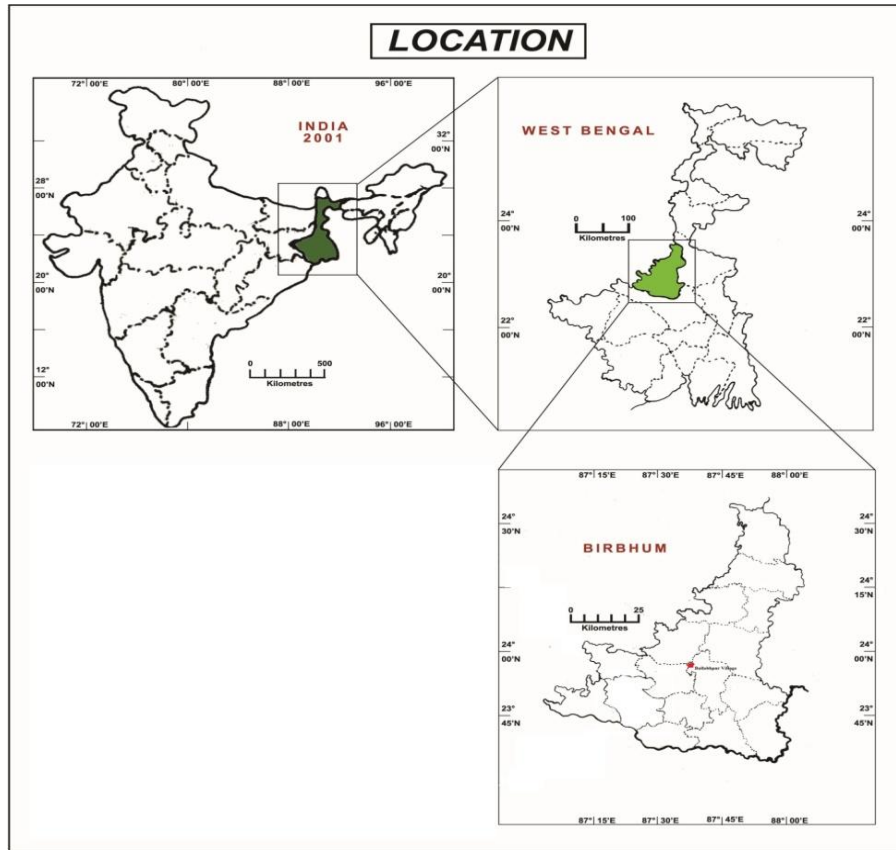 LOCATION
72° 00'E
80° 00'E
88° 00'E
96° 00'E
INDIA
2001
32°
00'N
28°
00'N
20°
00'N
20°
00'N
12°
00'N
12°
00'N
0 500
Kilometres
72° 00'E
88° 00'E
96° 00'E
WEST BENGAL
24°
00'N
24°
00'N
0 100
Kilometres
22°
00'N
22°
00'N
87° 15'E
87° 30'E
87° 45'E
88° 00'E
24°
30'N
24°
30'N
BIRBHUM
24°
15'N
0 25
Kilometres
24°
00'N
24°
00'N
Village
23°
45'N
23°
45'N
87° 15'E
87° 30'E
87° 45'E
88° 00'E